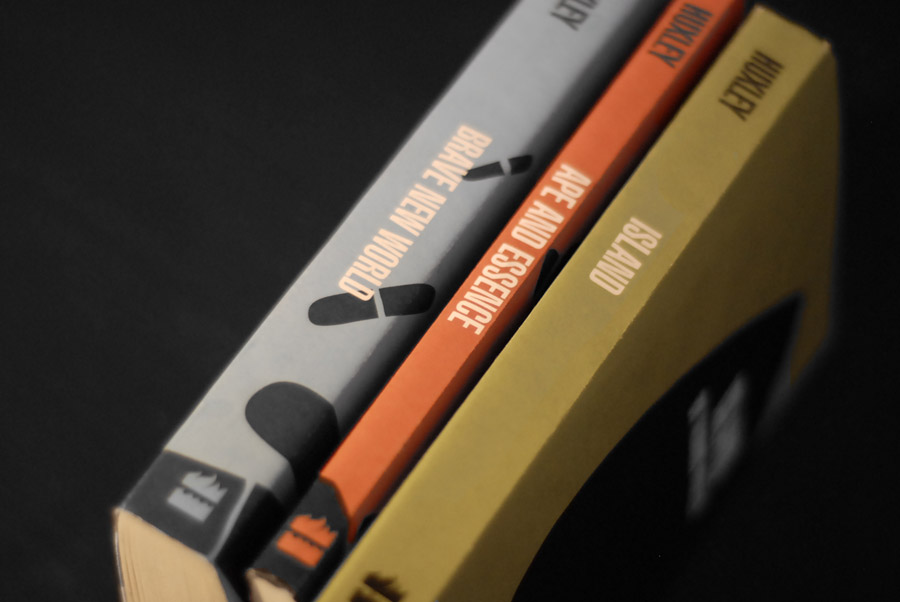 HUXLEY
BRAVE NEW WORLD
HUXLEY
APE AND ESSENCE
HUXLEY
ISLAND